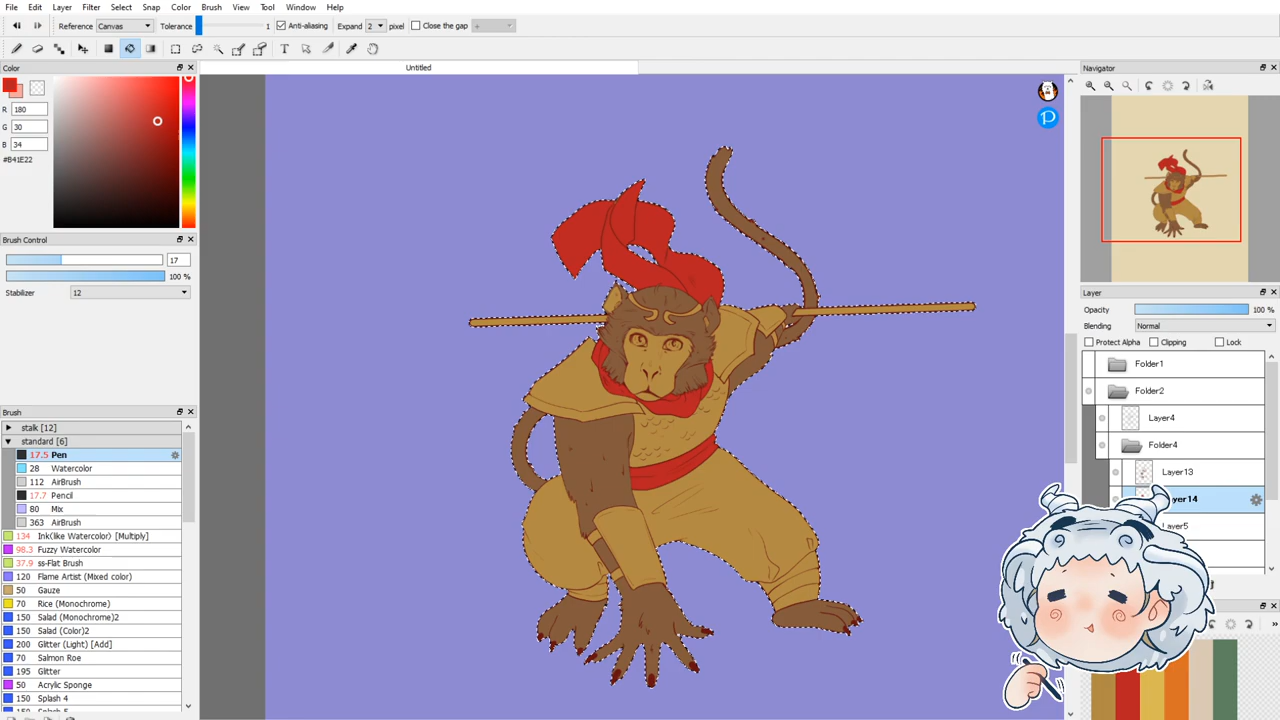 File Edit Layer Filter Select Snap Color Brush View Tool Window Help
Reference Canvas Tolerance 1 Anti-aliasing Expand 2 pixel Close the gap +
Color
Untitled
Navigator
R 180
G 30
B 34
#B41E22
Brush Control
17
100 %
Stabilizer 12
Brush
stalk [12]
standard [6]
17.5 Pen
28 Watercolor
112 AirBrush
17.7 Pencil
80 Mix
363 AirBrush
134 Ink(like Watercolor) [Multiply]
98.3 Fuzzy Watercolor
37.9 ss-Flat Brush
120 Flame Artist (Mixed color)
50 Gauze
70 Rice (Monochrome)
150 Salad (Monochrome)2
150 Salad (Color)2
200 Glitter (Light) [Add]
70 Salmon Roe
195 Glitter
50 Acrylic Sponge
150 Splash 4
Layer
Opacity 100 %
Blending Normal
Protect Alpha Clipping Lock
Folder1
Folder2
Layer4
Folder4
Layer13
ayer14
ayer5